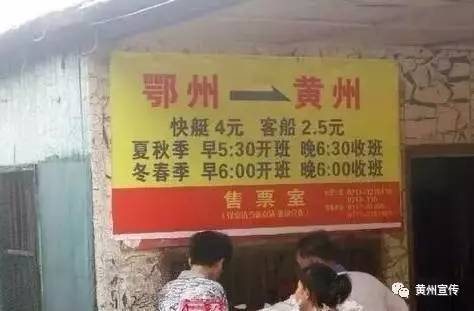 鄂州 → 黄州
快艇 4元 客船 2.5元
夏秋季 早5:30开班 晚6:30收班
冬春季 早6:00开班 晚6:00收班
售票室
黄州宣传